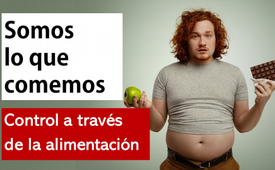 Somos
lo que
comemos
Control a través
de la alimentación